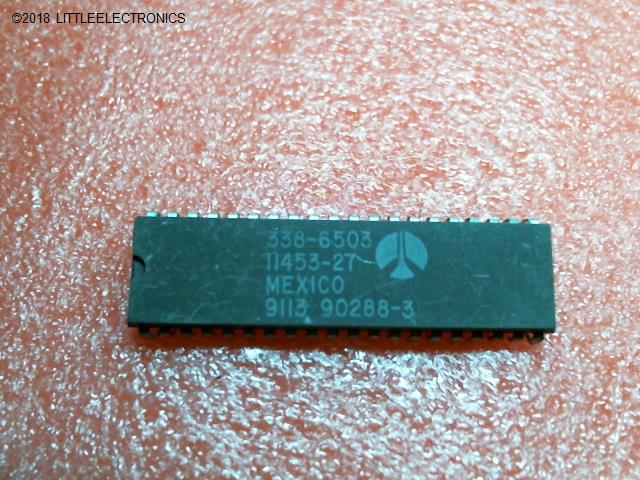 ©2018 LITTLEELECTRONICS
338-6503
11453-27
MEXICO
9113 90288-3